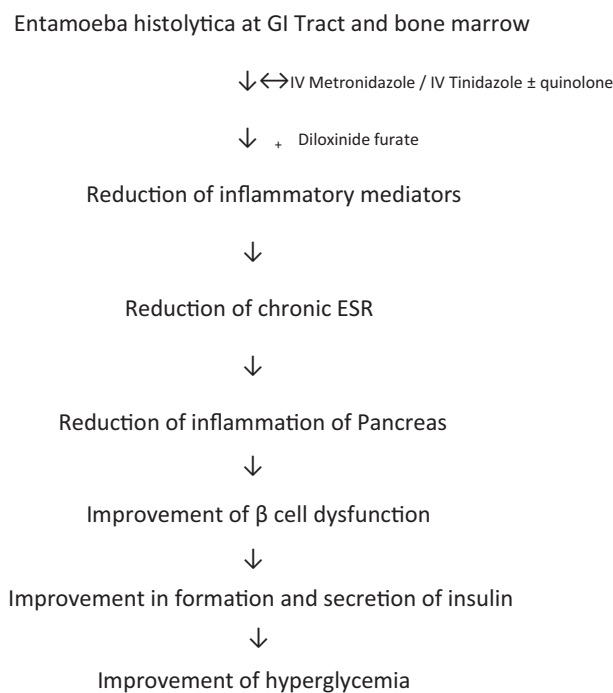 Entamoeba histolytica at GI Tract and bone marrow
↓↔IV Metronidazole / IV Tinidazole ± quinolone
↓ + Diloxinide furate
Reduction of inflammatory mediators
↓
Reduction of chronic ESR
↓
Reduction of inflammation of Pancreas
↓
Improvement of β cell dysfunction
↓
Improvement in formation and secretion of insulin
↓
Improvement of hyperglycemia